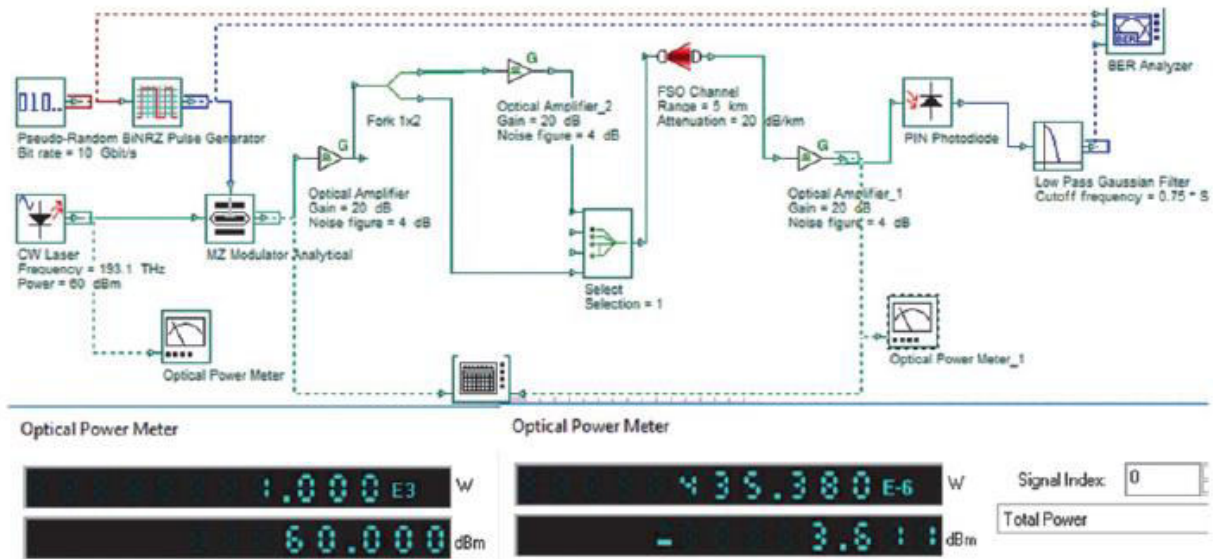 BER Analyzer
010..
Pseudo-Random BiNRZ Pulse Generator
Bit rate = 10 Gbit/s
CW Laser
Frequency = 193.1 THz
Power = 60 dBm
MZ Modulator Analytical
Optical Power Meter
G
Optical Amplifier
Gain = 20 dB
Noise figure = 4 dB
Fork 1x2
G
Optical Amplifier_2
Gain = 20 dB
Noise figure = 4 dB
Select
Selection = 1
FSO Channel
Range = 5 km
Attenuation = 20 dB/km
G
Optical Amplifier_1
Gain = 20 dB
Noise figure = 4 dB
PIN Photodiode
Low Pass Gaussian Filter
Cutoff frequency = 0.75 * S
Optical Power Meter_1
Optical Power Meter
1.000 E3 W
60.000 dBm
Optical Power Meter
435.380 E-6 W
- 3.611 dBm
Signal Index: 0
Total Power